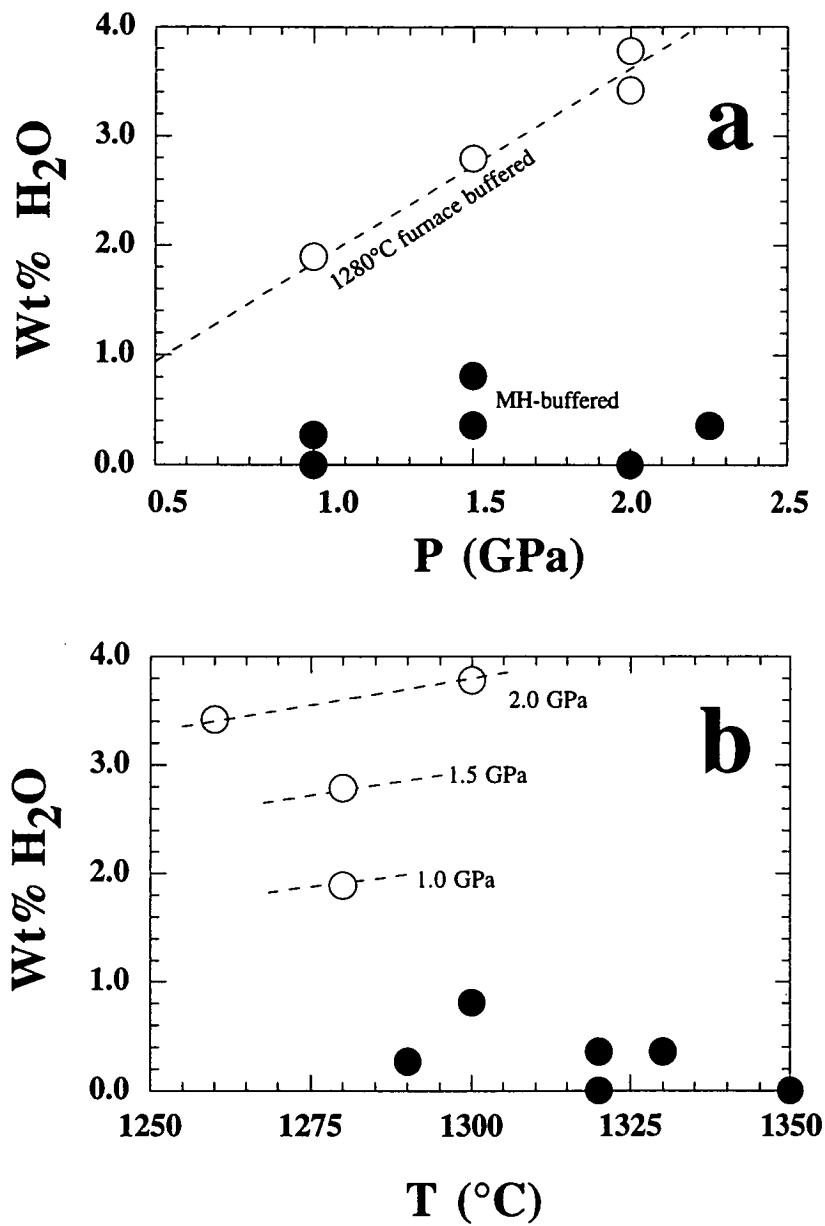 4.0
a
3.0
Wt% H2O
1280°C furnace buffered
2.0
1.0
MH-buffered
0.0
0.5 1.0 1.5 2.0 2.5
P (GPa)
4.0
b
2.0 GPa
3.0
1.5 GPa
Wt% H2O
2.0
1.0 GPa
1.0
0.0
1250 1275 1300 1325 1350
T (°C)